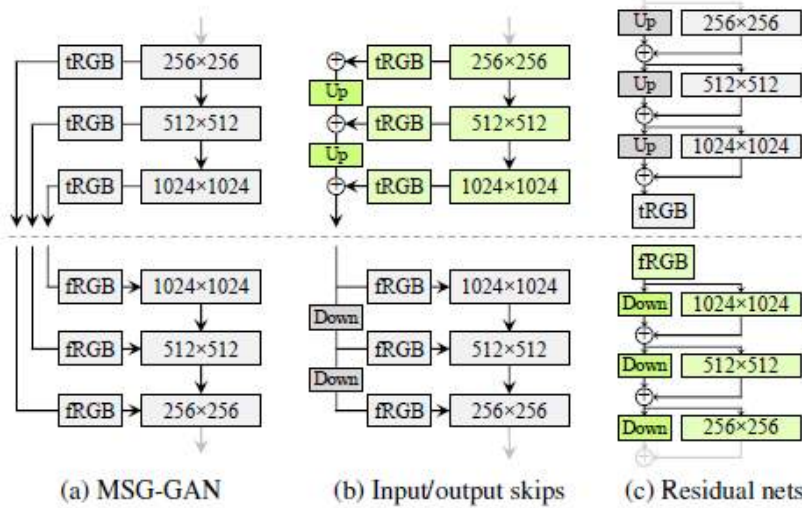 tRGB 256×256
tRGB 512×512
tRGB 1024×1024
fRGB 1024×1024
fRGB 512×512
fRGB 256×256
(a) MSG-GAN
tRGB 256×256
Up
tRGB 512×512
Up
tRGB 1024×1024
fRGB 1024×1024
Down
fRGB 512×512
Down
fRGB 256×256
(b) Input/output skips
Up 256×256
Up 512×512
Up 1024×1024
tRGB
fRGB
Down 1024×1024
Down 512×512
Down 256×256
(c) Residual nets